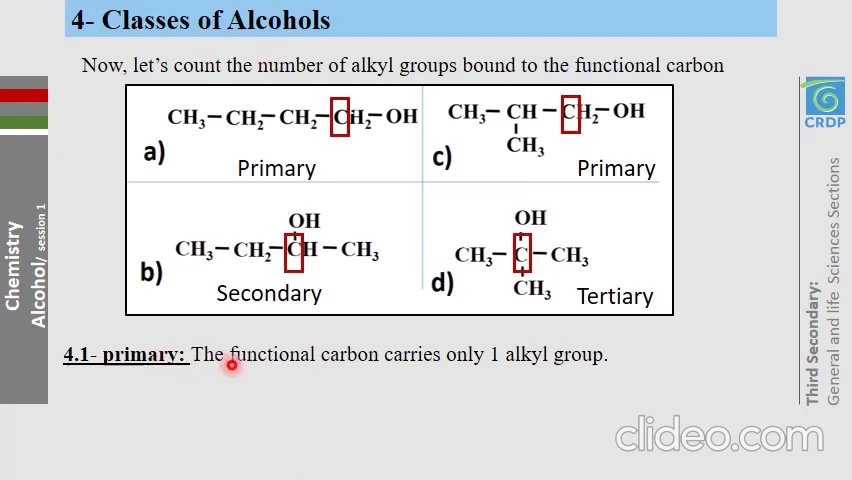 4- Classes of Alcohols
Now, let's count the number of alkyl groups bound to the functional carbon
CH₃ – CH₂ – CH₂ – CH₂ – OH
a)
Primary
CH₃ – CH – CH₂ – OH
CH₃
c)
Primary
OH
CH₃ – CH₂ – CH – CH₃
b)
Secondary
OH
CH₃ – C – CH₃
CH₃
d)
Tertiary
4.1- primary: The functional carbon carries only 1 alkyl group.
Chemistry
Alcohol/ session 1
CRDP
Third Secondary:
General and life Sciences Sections
clideo.com